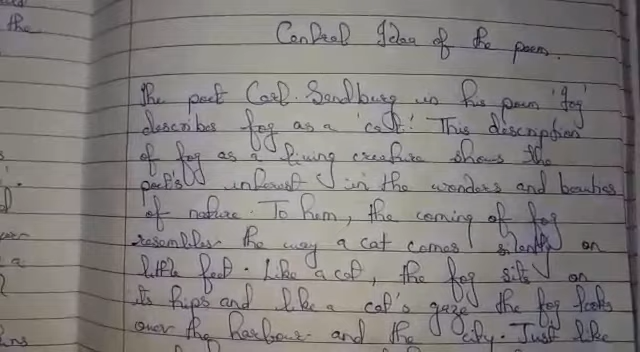 the
Central Idea of the poem.
The poet Carl. Sandburg in his poem 'fog'
describes fog as a 'cat'. This description
of fog as a living creature shows the
poet's interest in the wonders and beauties
of nature. To him, the coming of fog
resembles the way a cat comes silently on
little feet. Like a cat, the fog sits on
its hips and like a cat's gaze the fog looks
over the harbour and the city. Just like